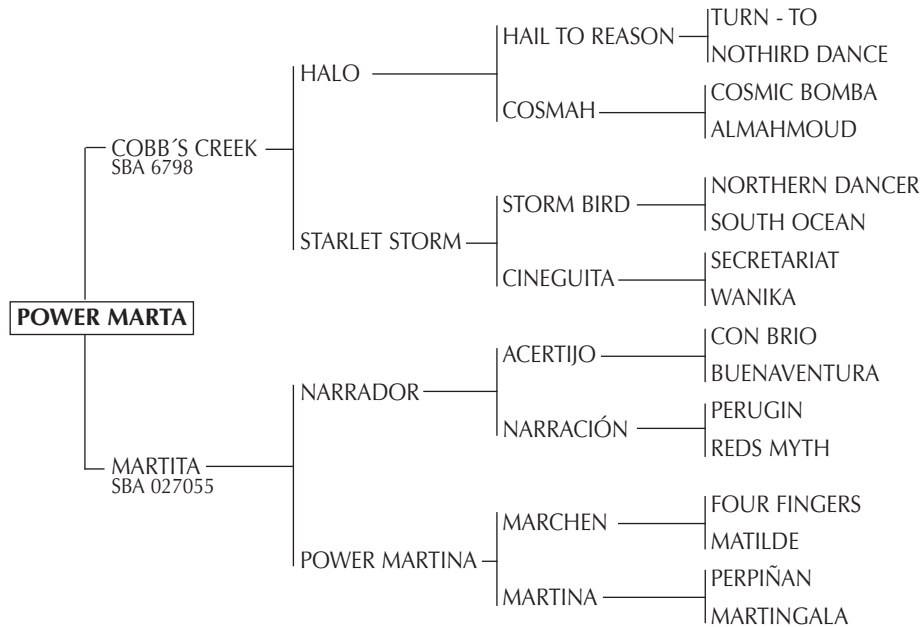 TURN - TO
HAIL TO REASON
NOTHIRD DANCE
HALO
COSMIC BOMBA
COSMAH
ALMAHMOUD
COBB´S CREEK
SBA 6798
NORTHERN DANCER
STORM BIRD
SOUTH OCEAN
STARLET STORM
SECRETARIAT
CINEGUITA
WANIKA
POWER MARTA
CON BRIO
ACERTIJO
BUENAVENTURA
NARRADOR
PERUGIN
NARRACIÓN
REDS MYTH
MARTITA
SBA 027055
FOUR FINGERS
MARCHEN
MATILDE
POWER MARTINA
PERPIÑAN
MARTINA
MARTINGALA